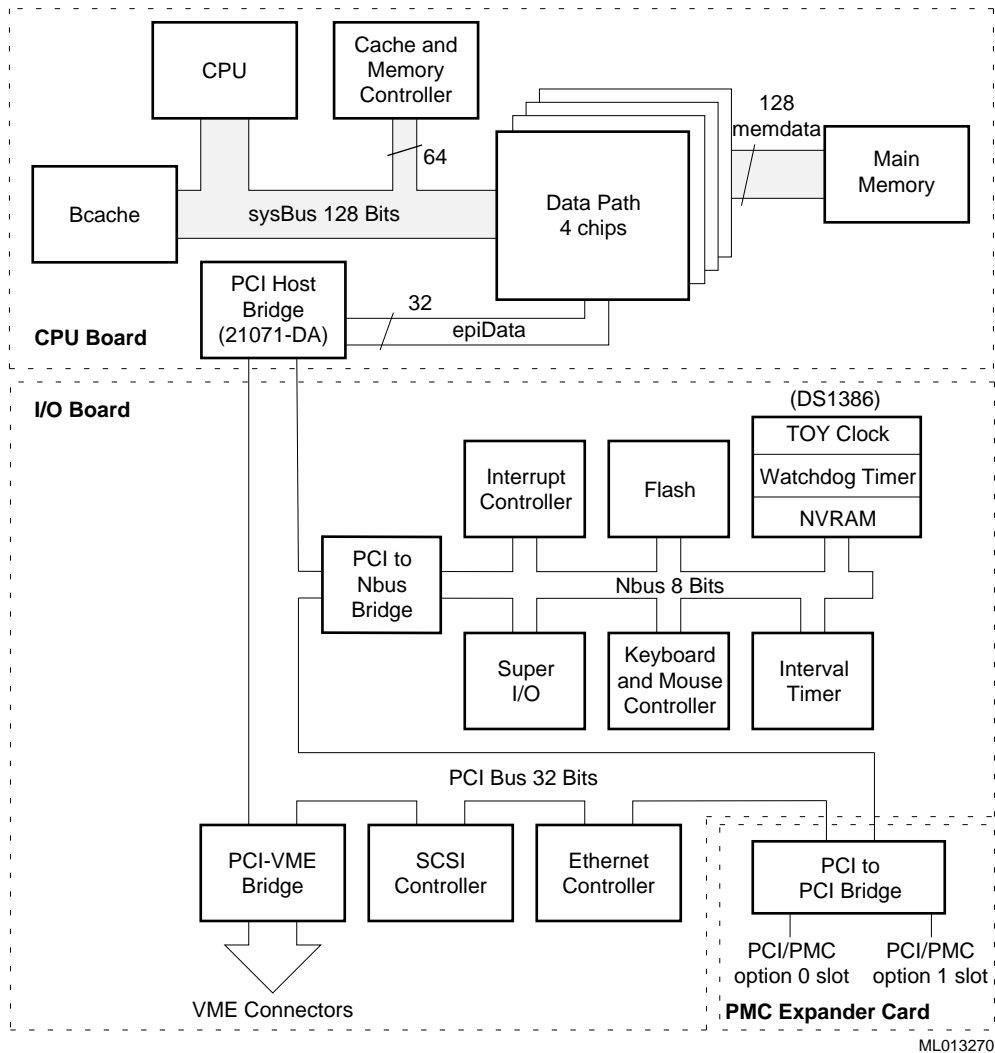 CPU
Cache and
Memory
Controller
64
128
memdata
Main
Memory
Bcache
sysBus 128 Bits
Data Path
4 chips
PCI Host
Bridge
(21071-DA)
32
epiData
CPU Board
I/O Board
(DS1386)
TOY Clock
Watchdog Timer
NVRAM
Interrupt
Controller
Flash
PCI to
Nbus
Bridge
Nbus 8 Bits
Super
I/O
Keyboard
and Mouse
Controller
Interval
Timer
PCI Bus 32 Bits
PCI-VME
Bridge
SCSI
Controller
Ethernet
Controller
PCI to
PCI Bridge
PCI/PMC
option 0 slot
PCI/PMC
option 1 slot
VME Connectors
PMC Expander Card
ML013270